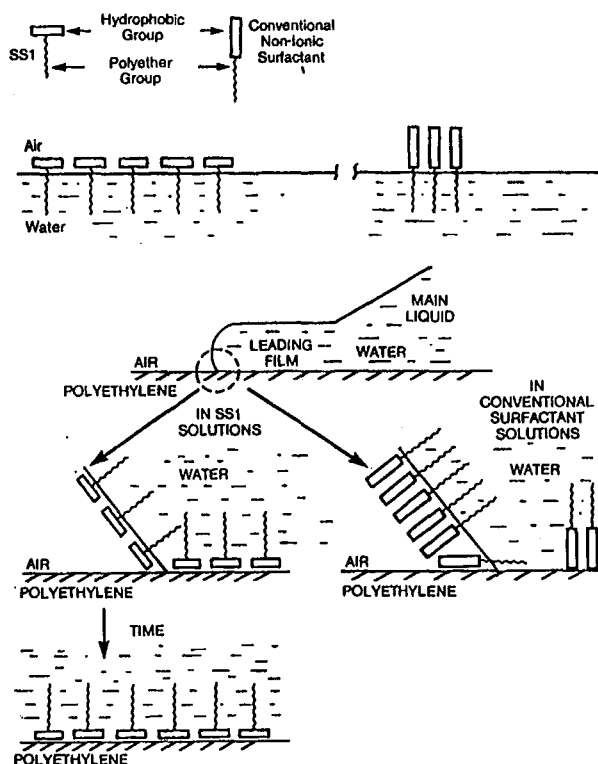 Hydrophobic
Group
SS1
Polyether
Group
Conventional
Non-Ionic
Surfactant
Air
Water
MAIN
LIQUID
LEADING
FILM
WATER
AIR
POLYETHYLENE
IN SS1
SOLUTIONS
WATER
AIR
POLYETHYLENE
IN
CONVENTIONAL
SURFACTANT
SOLUTIONS
WATER
AIR
POLYETHYLENE
TIME
POLYETHYLENE